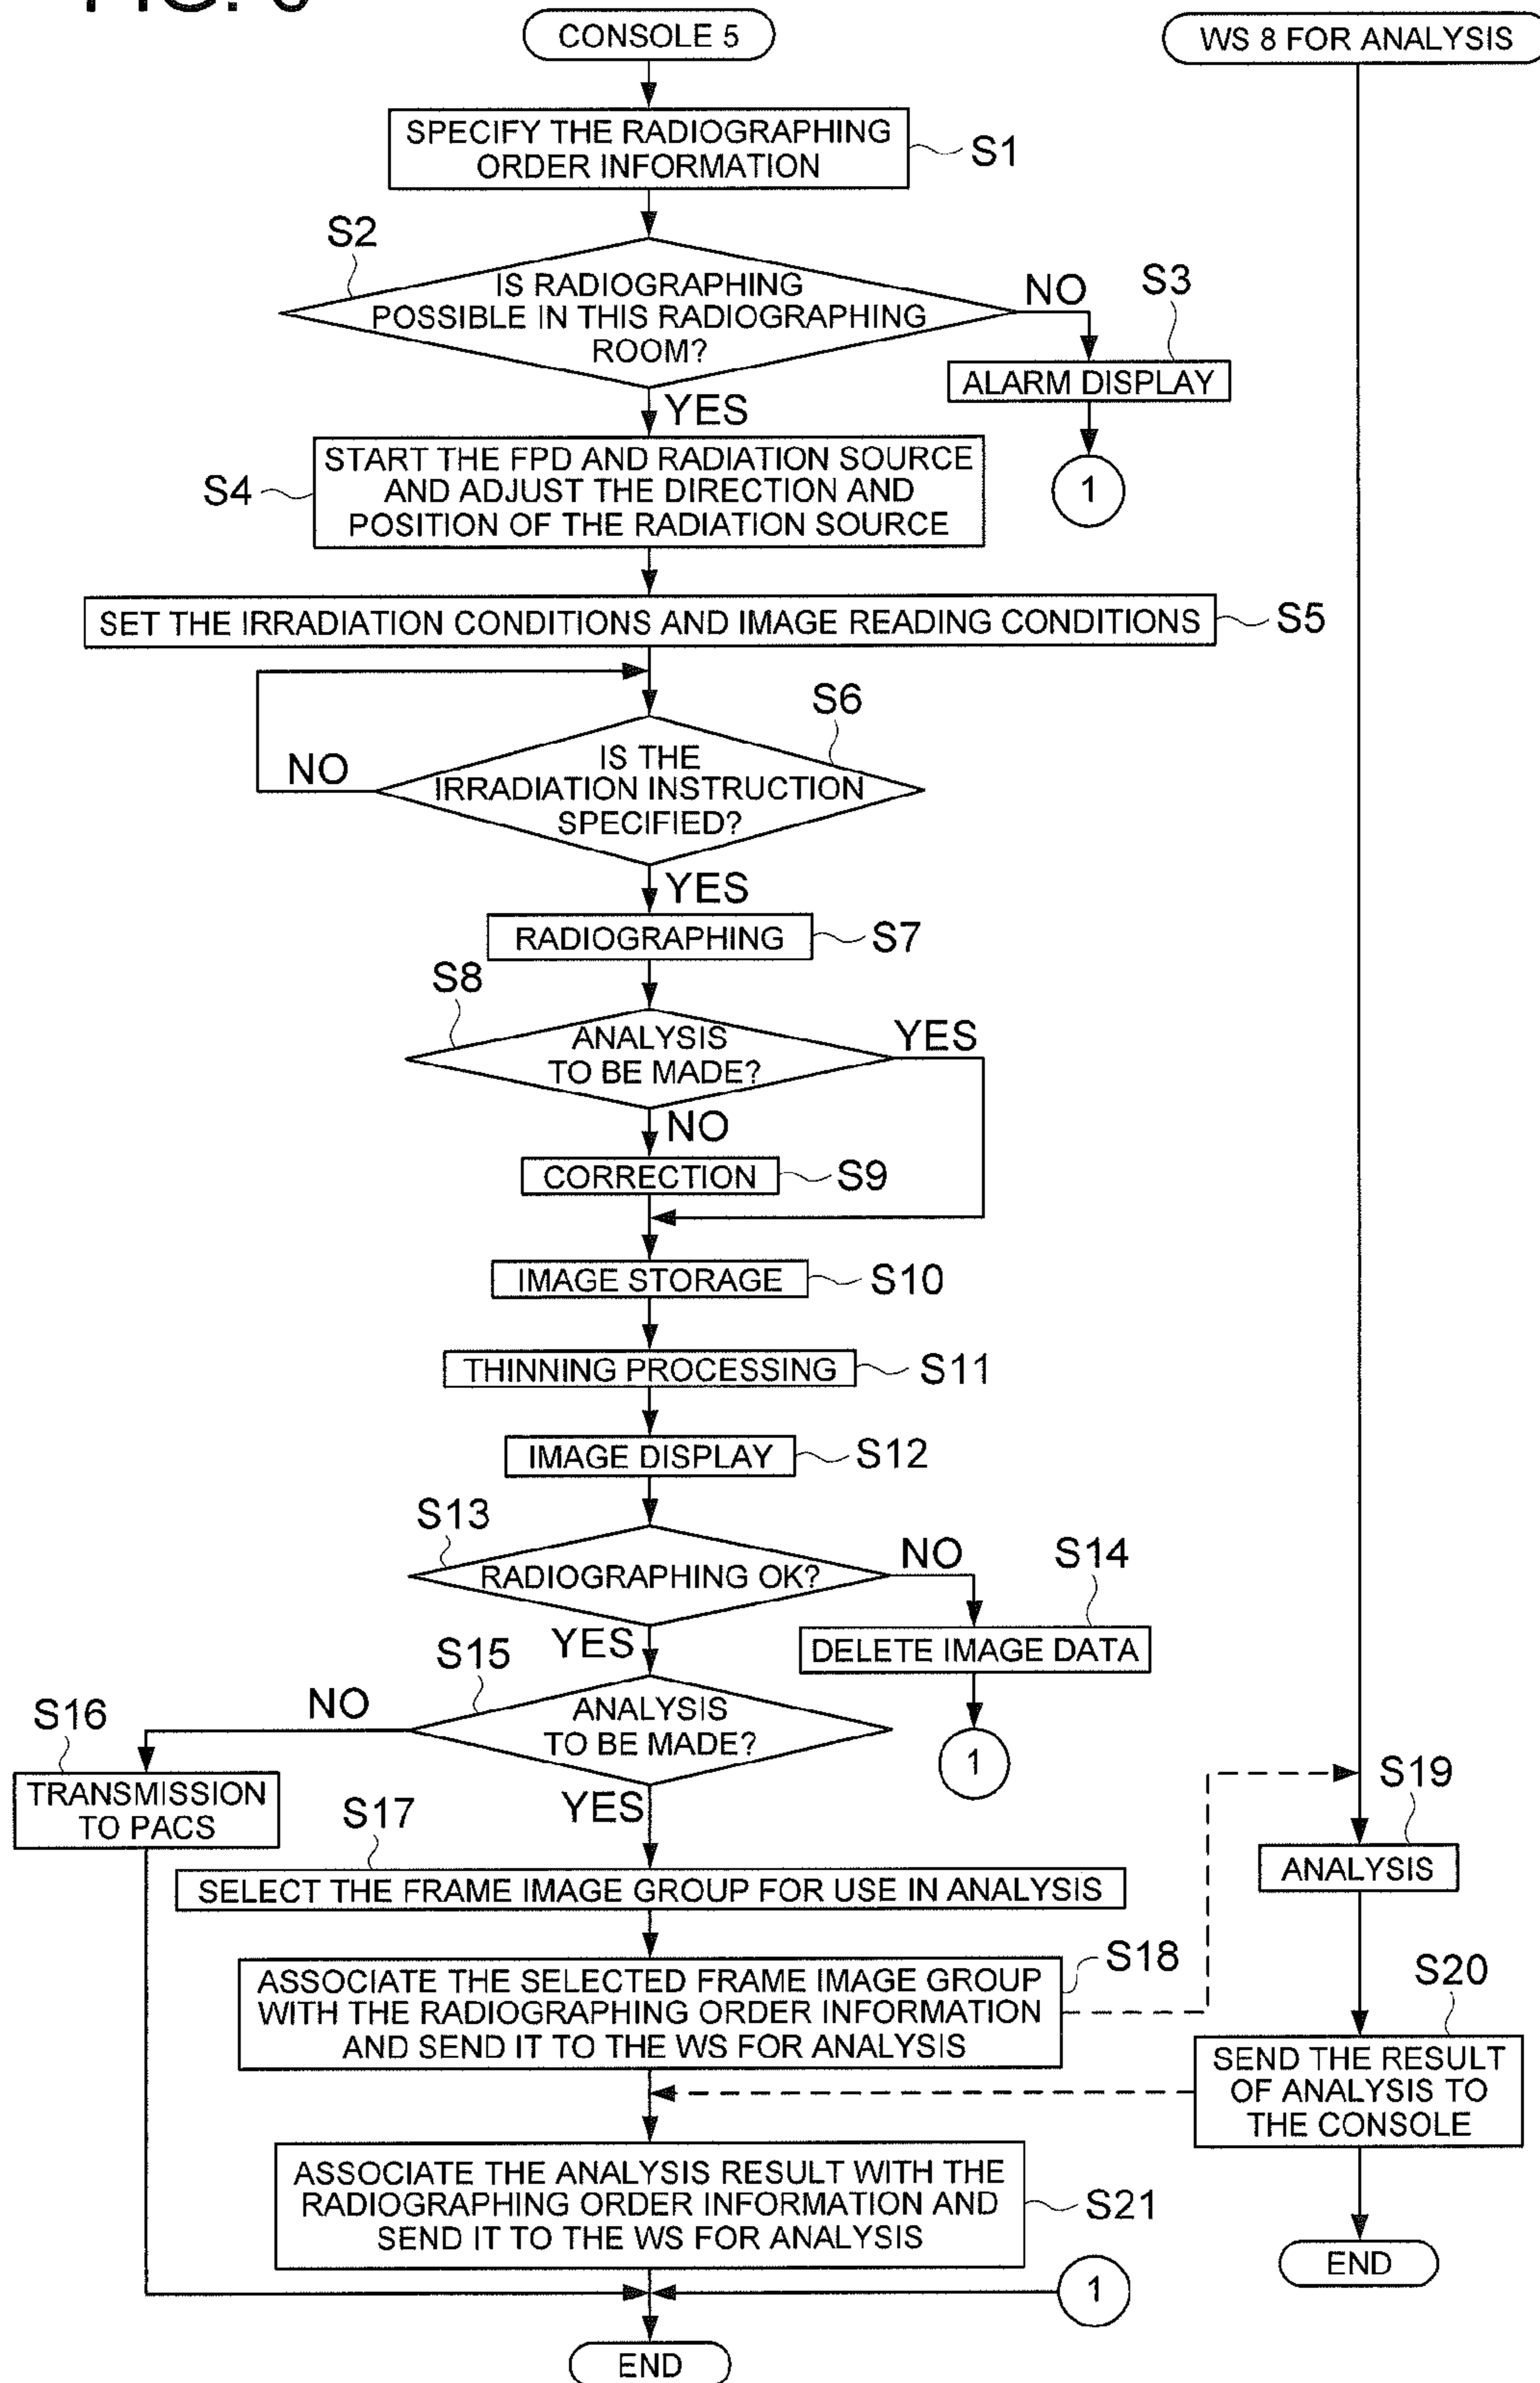 CONSOLE 5
WS 8 FOR ANALYSIS
SPECIFY THE RADIOGRAPHING
ORDER INFORMATION
S1
S2
IS RADIOGRAPHING
POSSIBLE IN THIS RADIOGRAPHING
ROOM?
NO
S3
ALARM DISPLAY
1
YES
S4
START THE FPD AND RADIATION SOURCE
AND ADJUST THE DIRECTION AND
POSITION OF THE RADIATION SOURCE
SET THE IRRADIATION CONDITIONS AND IMAGE READING CONDITIONS
S5
S6
IS THE
IRRADIATION INSTRUCTION
SPECIFIED?
NO
YES
RADIOGRAPHING
S7
S8
ANALYSIS
TO BE MADE?
YES
NO
CORRECTION
S9
IMAGE STORAGE
S10
THINNING PROCESSING
S11
IMAGE DISPLAY
S12
S13
RADIOGRAPHING OK?
NO
S14
DELETE IMAGE DATA
1
YES
S15
ANALYSIS
TO BE MADE?
NO
S16
TRANSMISSION
TO PACS
YES
S17
SELECT THE FRAME IMAGE GROUP FOR USE IN ANALYSIS
S18
ASSOCIATE THE SELECTED FRAME IMAGE GROUP
WITH THE RADIOGRAPHING ORDER INFORMATION
AND SEND IT TO THE WS FOR ANALYSIS
S19
ANALYSIS
S20
SEND THE RESULT
OF ANALYSIS TO
THE CONSOLE
END
ASSOCIATE THE ANALYSIS RESULT WITH THE
RADIOGRAPHING ORDER INFORMATION AND
SEND IT TO THE WS FOR ANALYSIS
S21
1
END